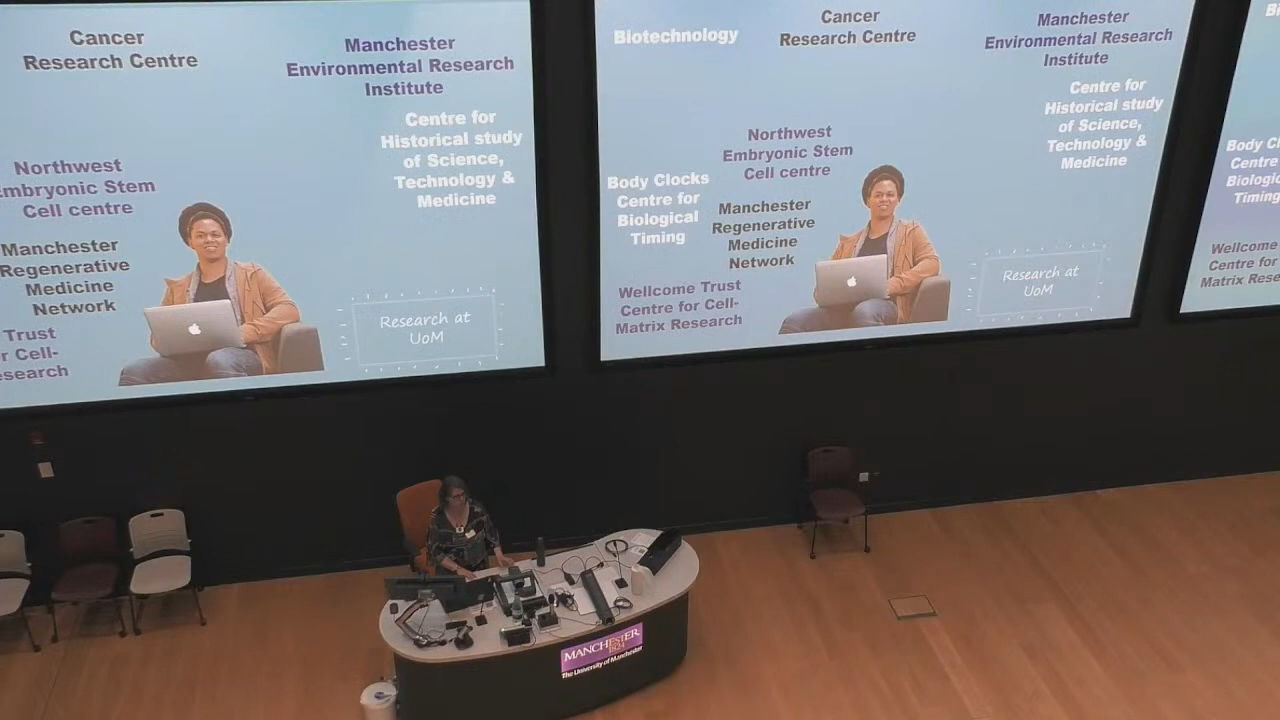 Cancer
Research Centre
Manchester
Environmental Research
Institute
Centre for
Historical study
of Science,
Technology &
Medicine
Northwest
Embryonic Stem
Cell centre
Manchester
Regenerative
Medicine
Network
Trust
r Cell-
esearch
Research at
UoM
Biotechnology
Cancer
Research Centre
Manchester
Environmental Research
Institute
Centre for
Historical study
of Science,
Technology &
Medicine
Northwest
Embryonic Stem
Cell centre
Body Clocks
Centre for
Biological
Timing
Manchester
Regenerative
Medicine
Network
Wellcome Trust
Centre for Cell-
Matrix Research
Research at
UoM
Bi
Body Cl
Centre
Biologic
Timing
Wellcome
Centre for
Matrix Rese
MANCHESTER
1824
The University of Manchester